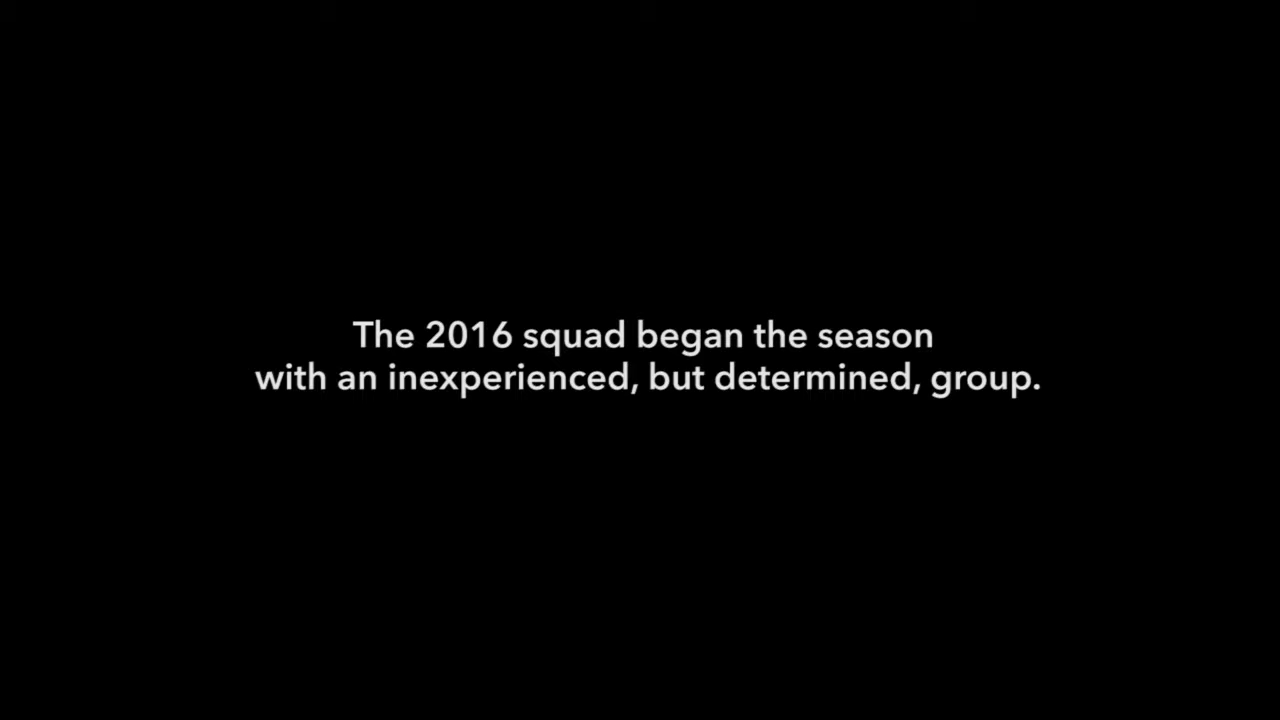 The 2016 squad began the season
with an inexperienced, but determined, group.